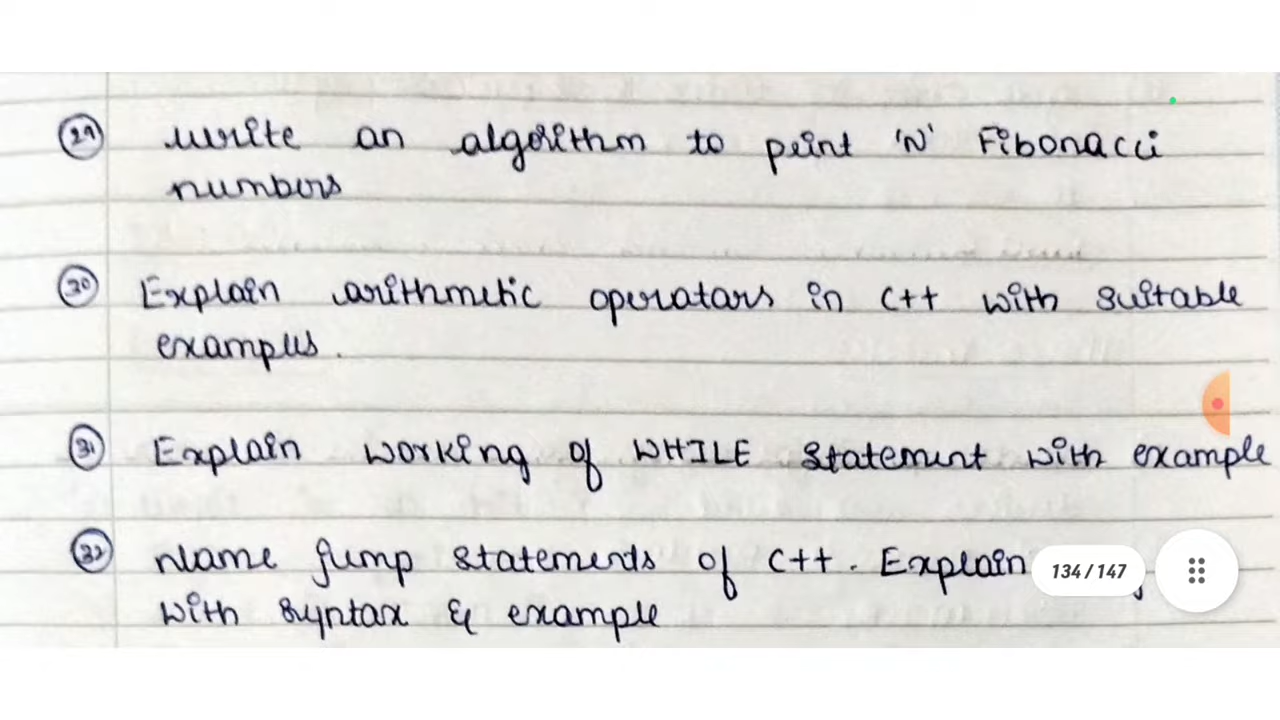 29 Write an algorithm to print 'N' Fibonacci
numbers
30 Explain arithmetic operators in C++ with suitable
examples.
31 Explain working of WHILE statement with example
32 Name jump statements of C++. Explain
with syntax & example
134 / 147